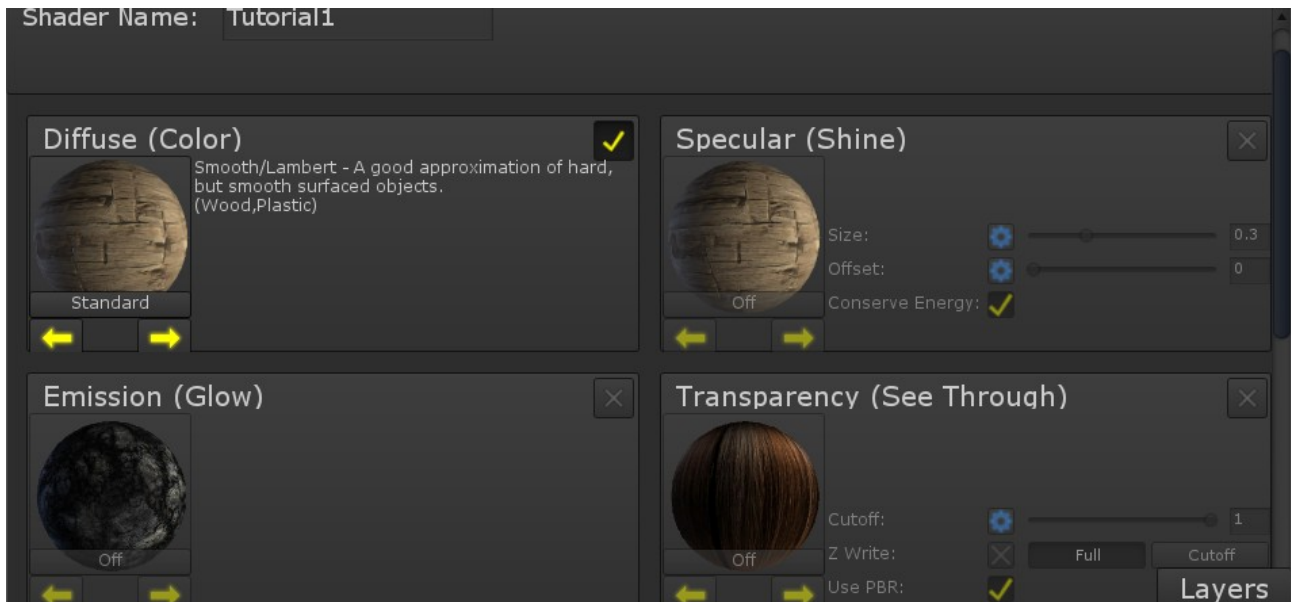 Shader Name: Tutorial1
Diffuse (Color)
Smooth/Lambert - A good approximation of hard,
but smooth surfaced objects.
(Wood,Plastic)
Standard
Specular (Shine)
Size: 0.3
Offset: 0
Conserve Energy:
Off
Emission (Glow)
Off
Transparency (See Through)
Cutoff: 1
Z Write: Full Cutoff
Off
Use PBR:
Layers